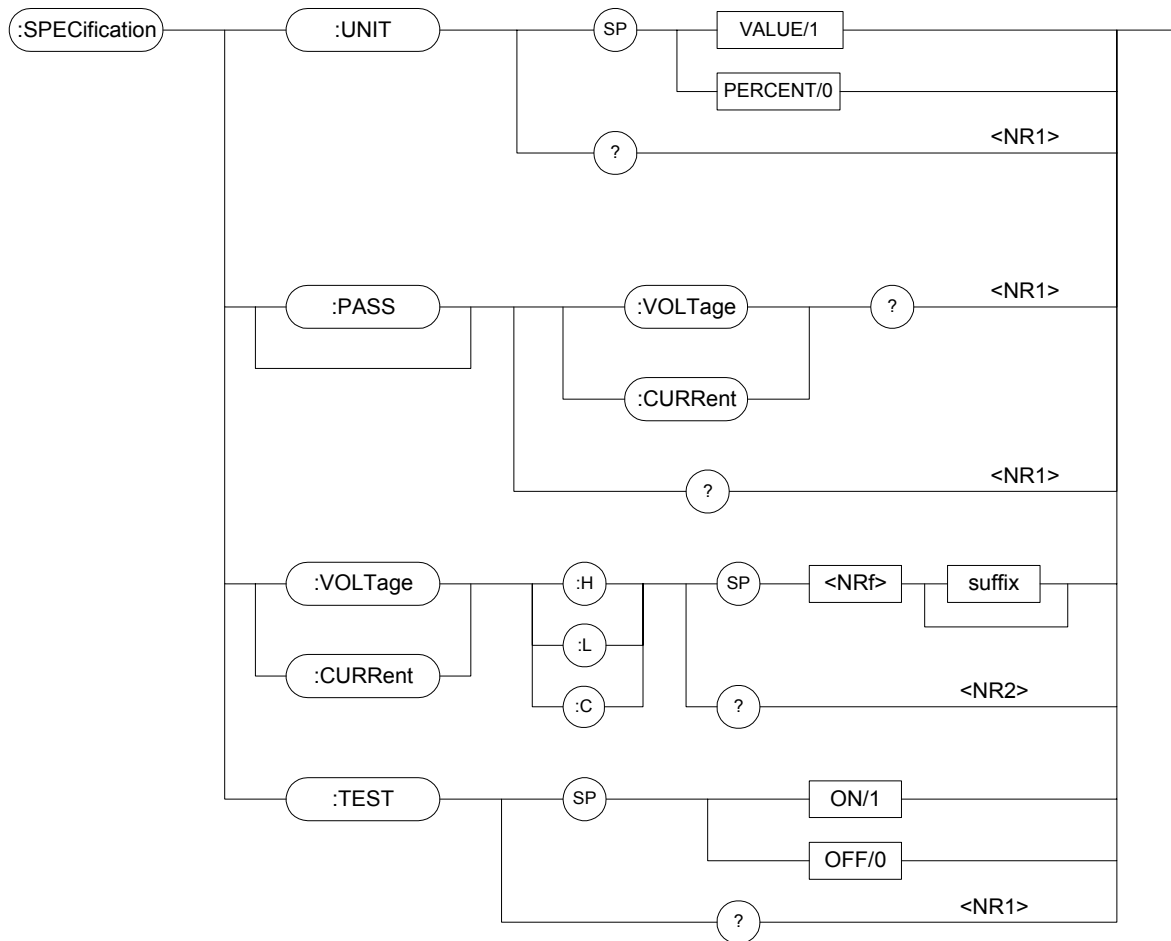 :SPECification :UNIT SP VALUE/1
PERCENT/0
? <NR1>
:PASS :VOLTage ? <NR1>
:CURRent
? <NR1>
:VOLTage :H SP <NRf> suffix
:L
:CURRent
:C ? <NR2>
:TEST SP ON/1
OFF/0
? <NR1>